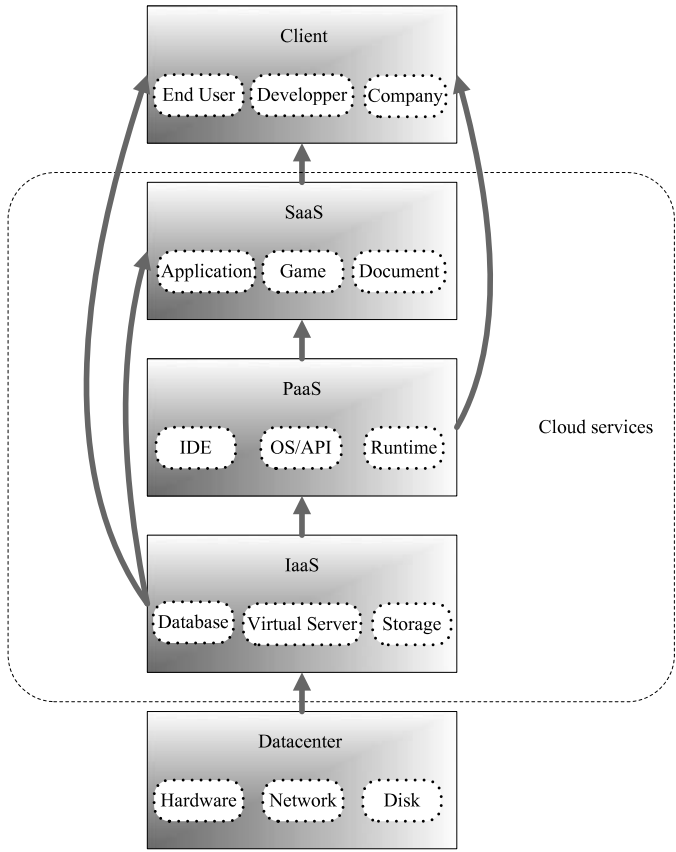 Client
End User
Developper
Company
SaaS
Application
Game
Document
PaaS
IDE
OS/API
Runtime
Cloud services
IaaS
Database
Virtual Server
Storage
Datacenter
Hardware
Network
Disk